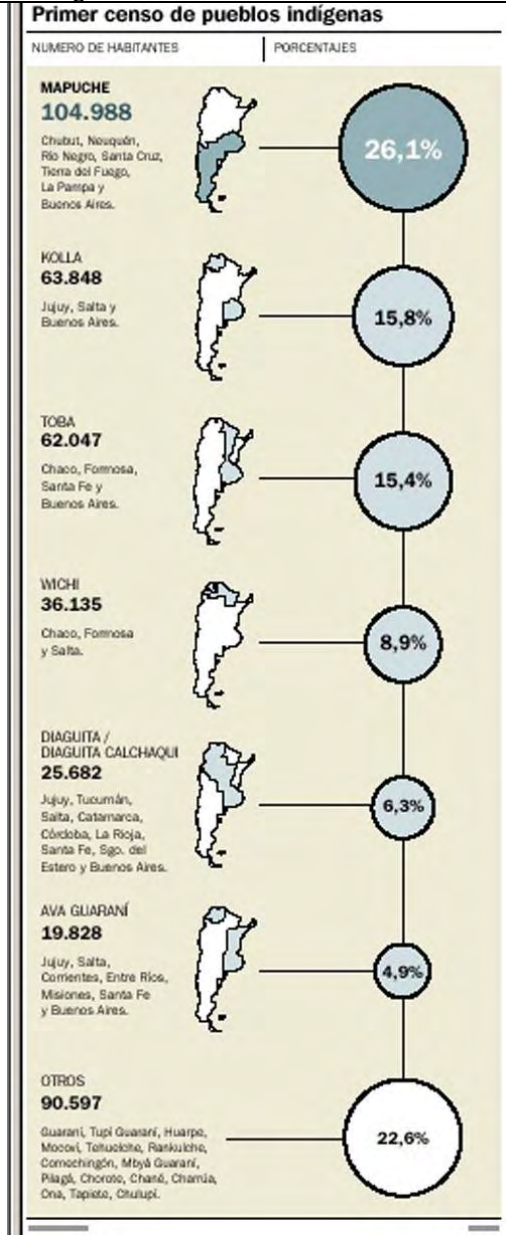 Primer censo de pueblos indígenas
NUMERO DE HABITANTES
PORCENTAJES
MAPUCHE
104.988
Chubut, Neuquén,
Río Negro, Santa Cruz,
Tierra del Fuego,
La Pampa y
Buenos Aires.
26,1%
KOLLA
63.848
Jujuy, Salta y
Buenos Aires.
15,8%
TOBA
62.047
Chaco, Formosa,
Santa Fe y
Buenos Aires.
15,4%
WICHI
36.135
Chaco, Formosa
y Salta.
8,9%
DIAGUITA /
DIAGUITA CALCHAQUI
25.682
Jujuy, Tucumán,
Salta, Catamarca,
Córdoba, La Rioja,
Santa Fe, Sgo. del
Estero y Buenos Aires.
6,3%
AVA GUARANÍ
19.828
Jujuy, Salta,
Corrientes, Entre Ríos,
Misiones, Santa Fe
y Buenos Aires.
4,9%
OTROS
90.597
Guaraní, Tupí Guaraní, Huarpe,
Mocoví, Tehuelche, Rankulche,
Comechingón, Mbyá Guaraní,
Pilagá, Chorote, Chané, Charrúa,
Ona, Tapiete, Chulupí.
22,6%